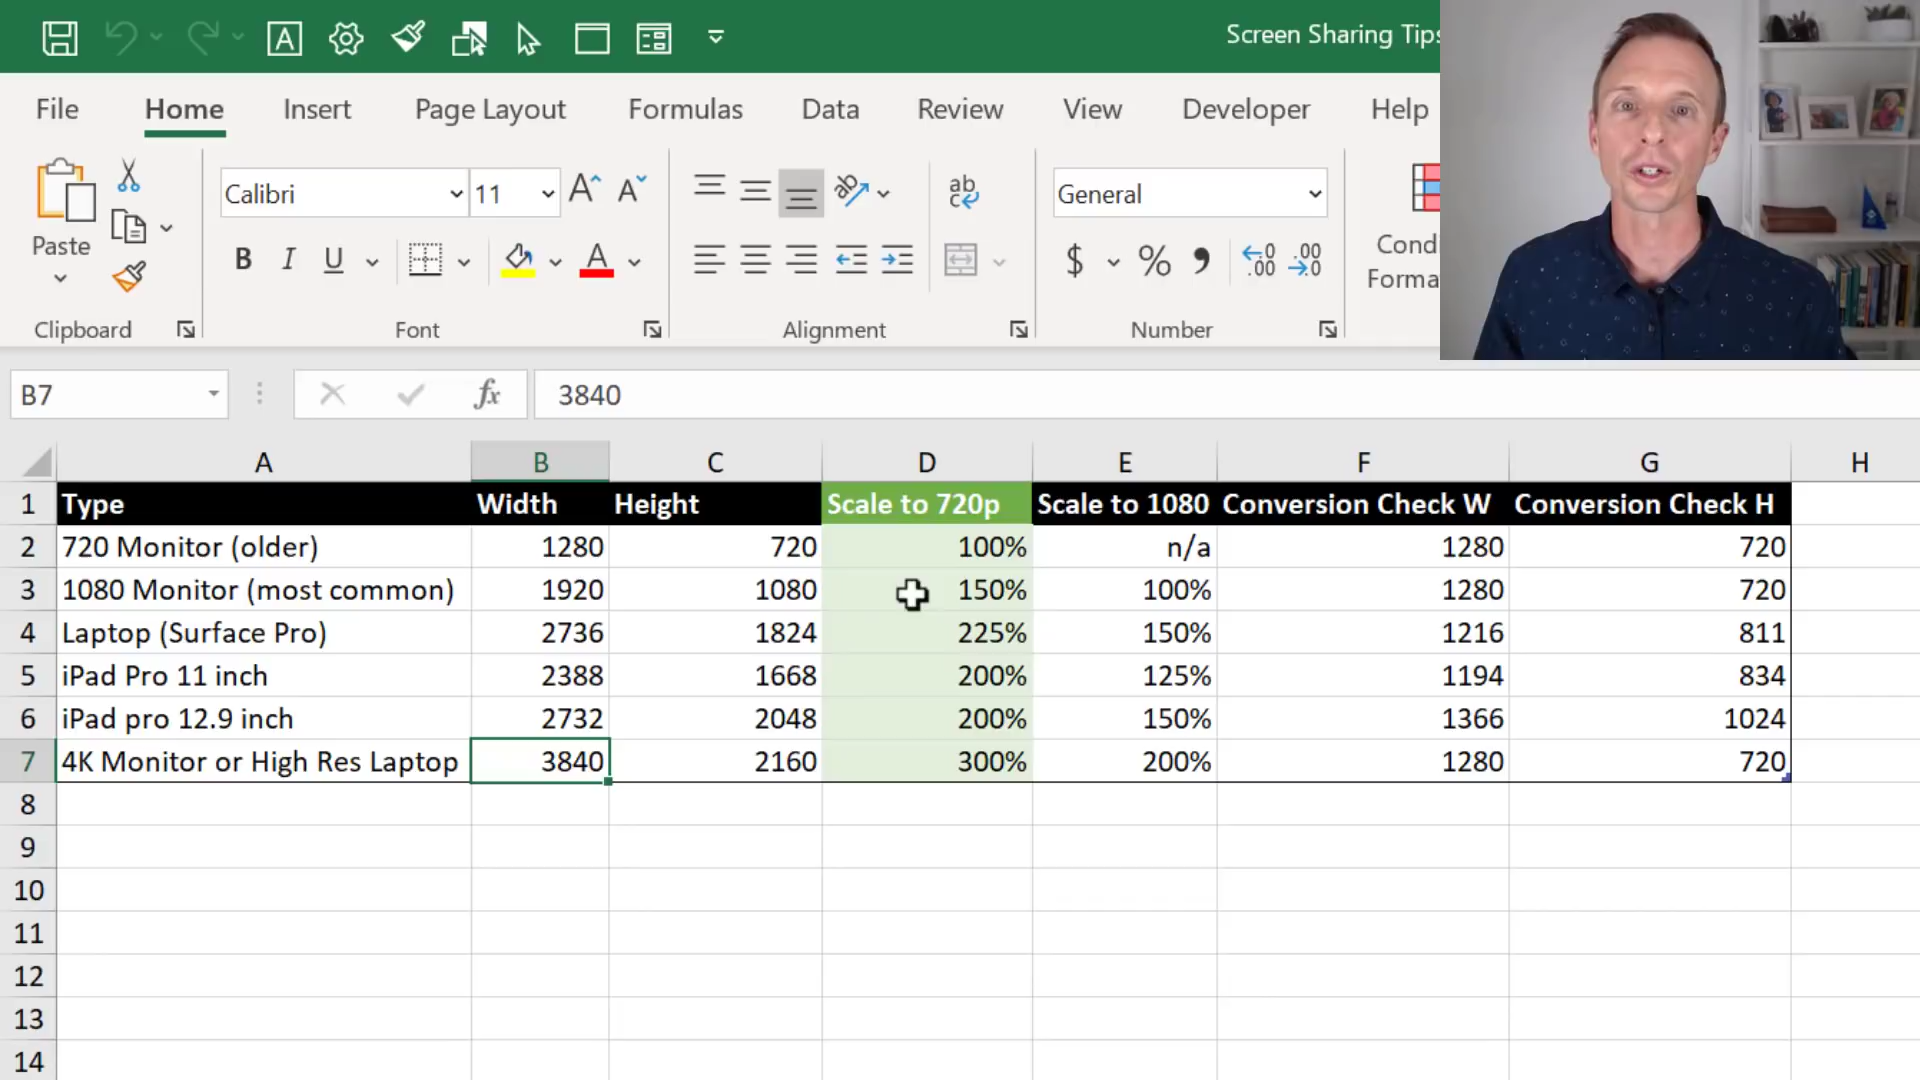 Screen Sharing Tips
File Home Insert Page Layout Formulas Data Review View Developer Help
Calibri 11 General
Paste
B I U $ % , Cond
Forma
Clipboard Font Alignment Number
B7 fx 3840
A B C D E F G H
1 Type Width Height Scale to 720p Scale to 1080 Conversion Check W Conversion Check H
2 720 Monitor (older) 1280 720 100% n/a 1280 720
3 1080 Monitor (most common) 1920 1080 150% 100% 1280 720
4 Laptop (Surface Pro) 2736 1824 225% 150% 1216 811
5 iPad Pro 11 inch 2388 1668 200% 125% 1194 834
6 iPad pro 12.9 inch 2732 2048 200% 150% 1366 1024
7 4K Monitor or High Res Laptop 3840 2160 300% 200% 1280 720
8
9
10
11
12
13
14